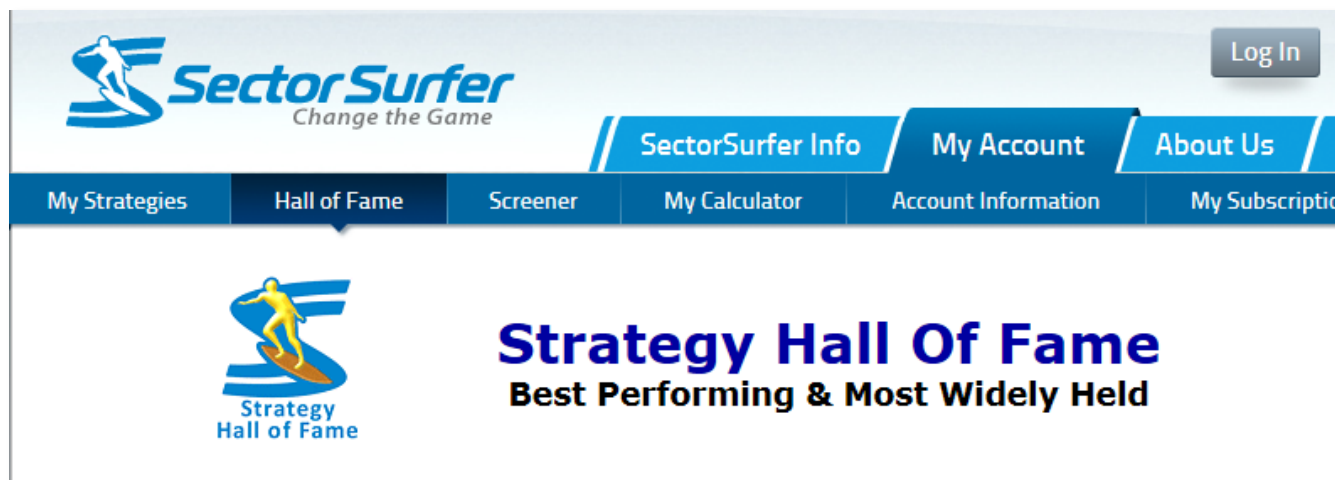 Log In
SectorSurfer
Change the Game
SectorSurfer Info My Account About Us
My Strategies Hall of Fame Screener My Calculator Account Information My Subscriptio
Strategy Hall Of Fame
Best Performing & Most Widely Held
Strategy
Hall of Fame